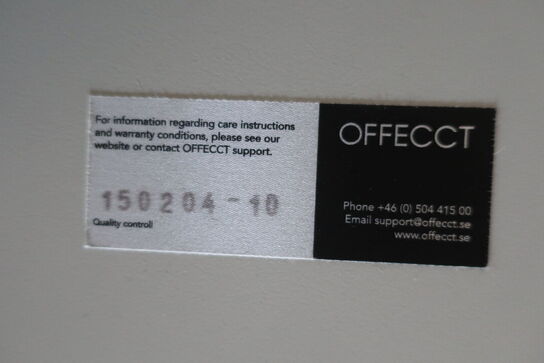 For information regarding care instructions
and warranty conditions, please see our
website or contact OFFECCT support.
150204-10
Quality controll
OFFECCT
Phone +46 (0) 504 415 00
Email support@offecct.se
www.offecct.se